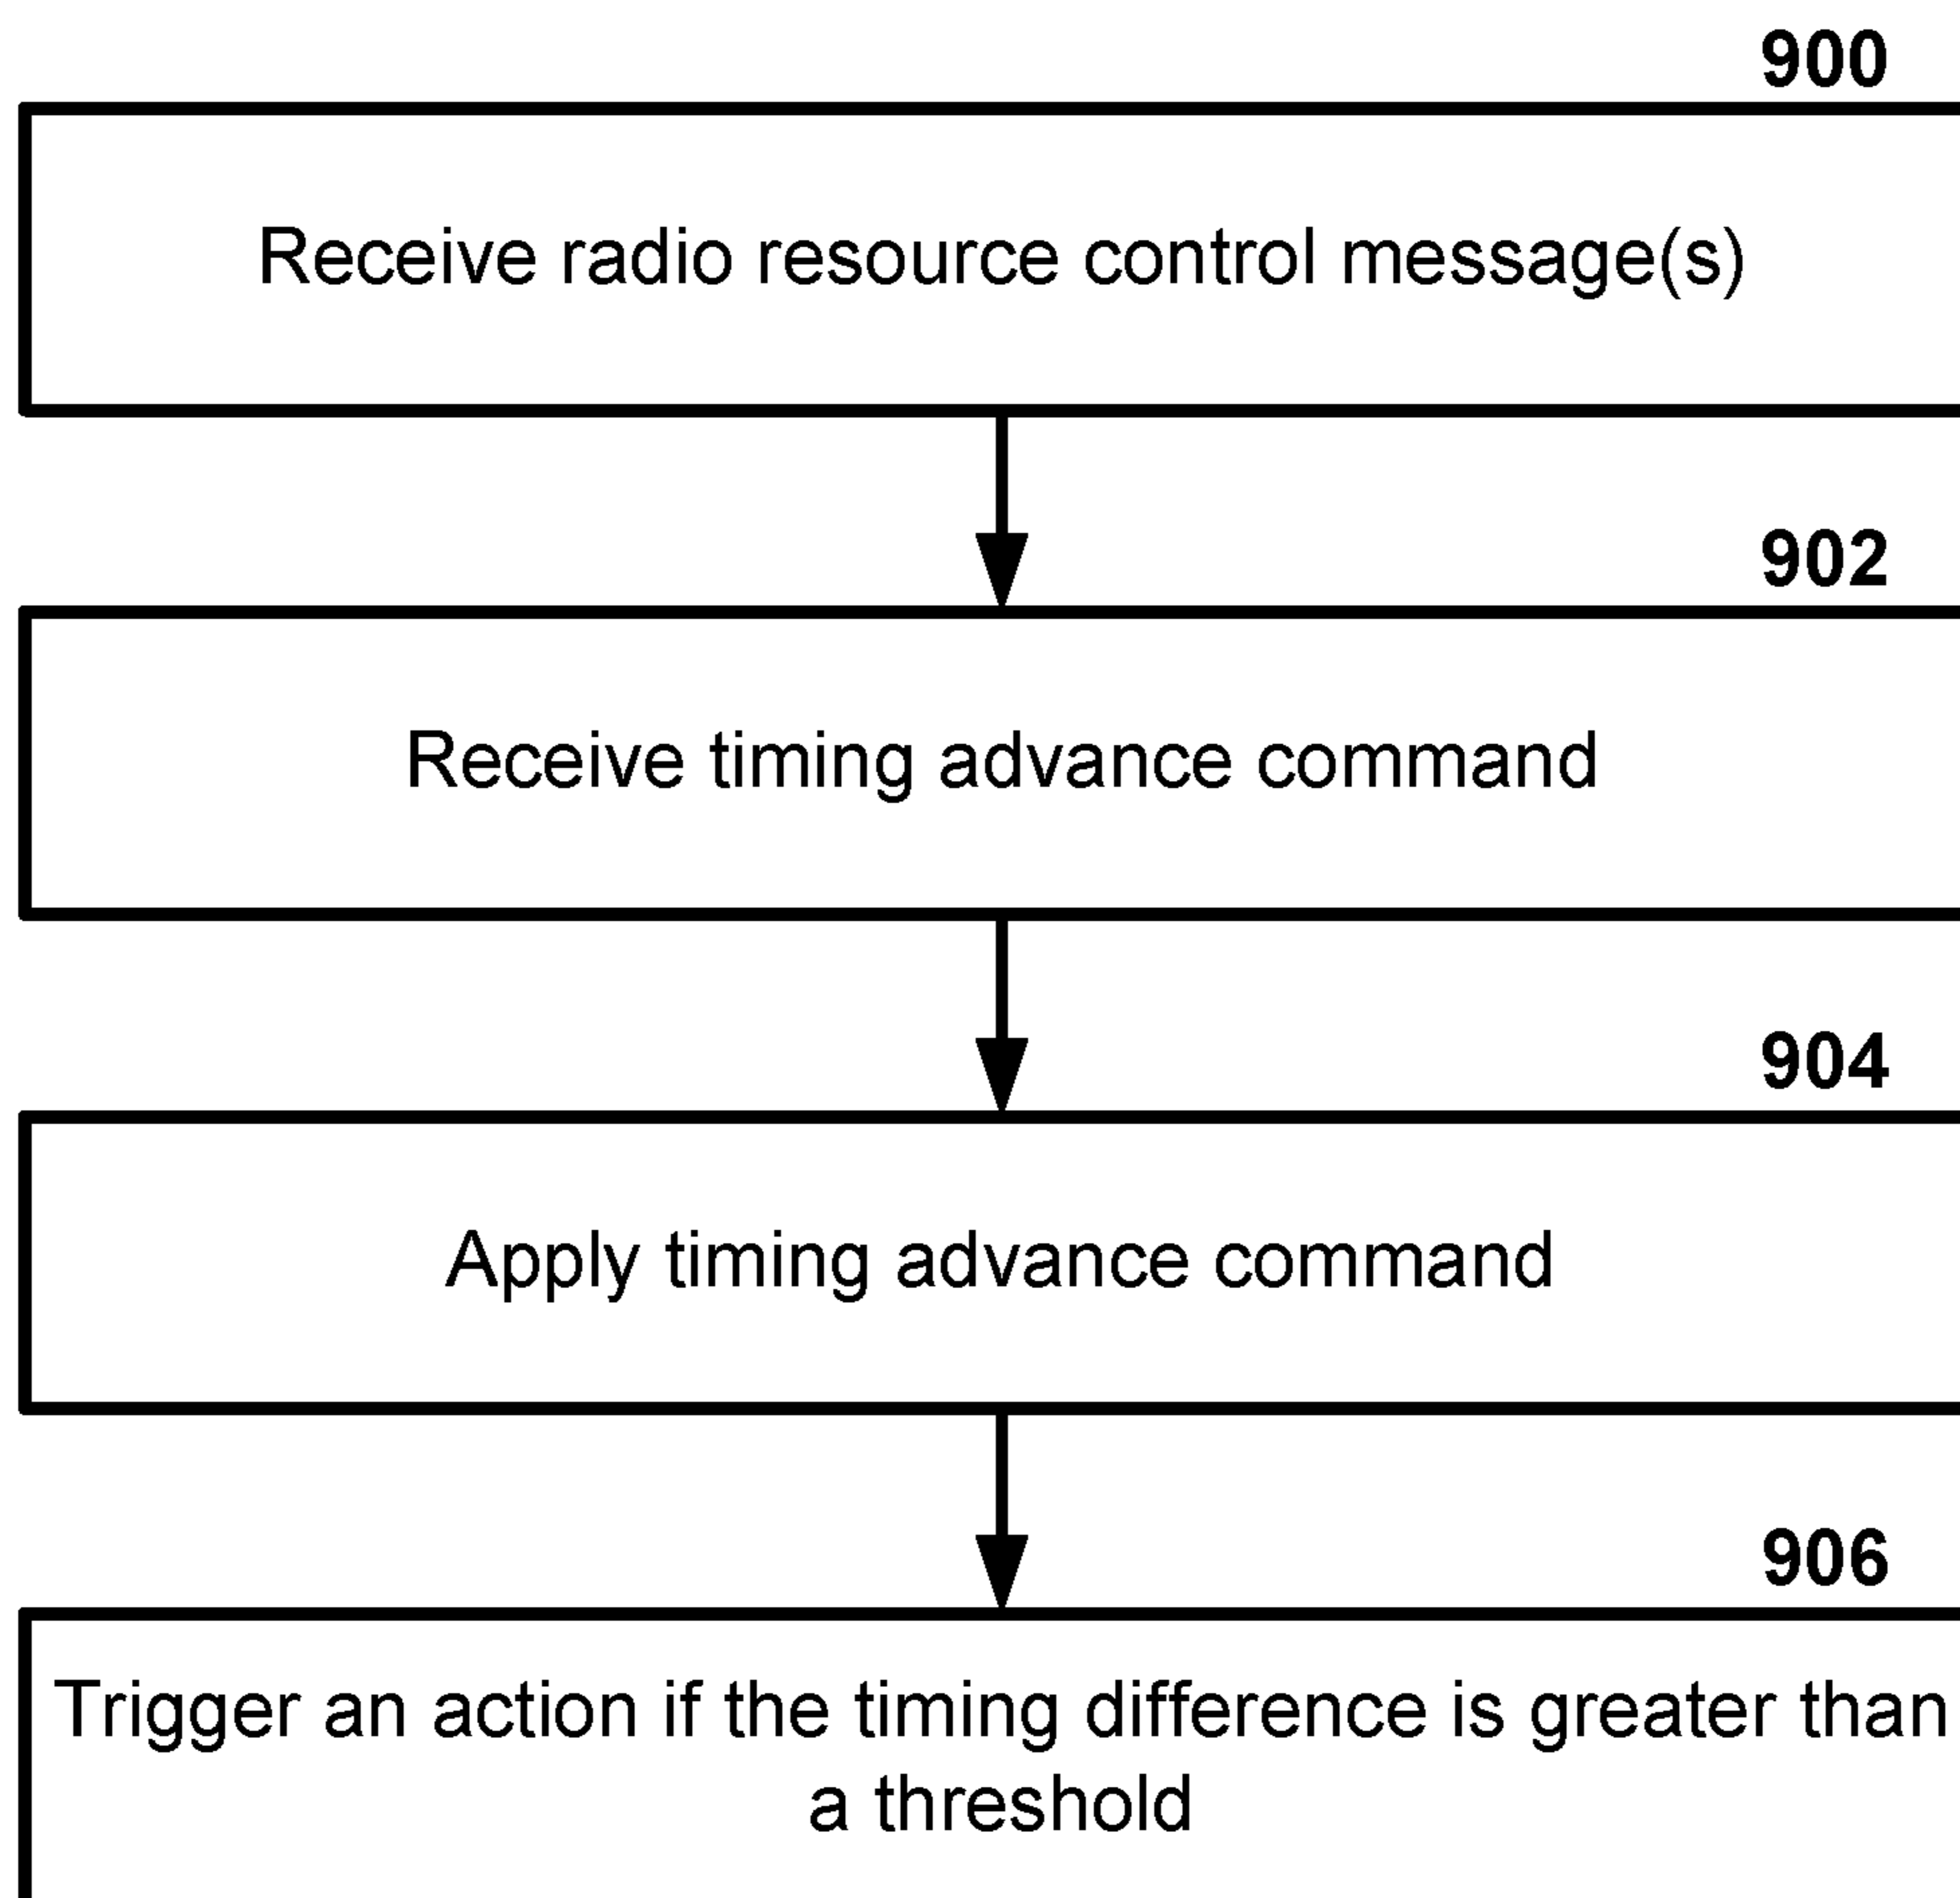 900
Receive radio resource control message(s)
902
Receive timing advance command
904
Apply timing advance command
906
Trigger an action if the timing difference is greater than
a threshold